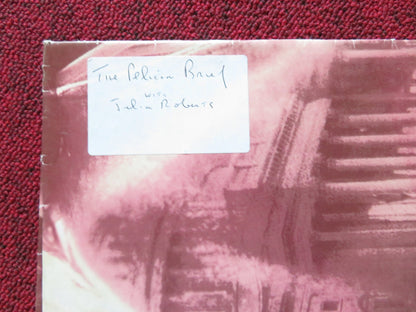 The Pelican Brief
with
Julia Roberts